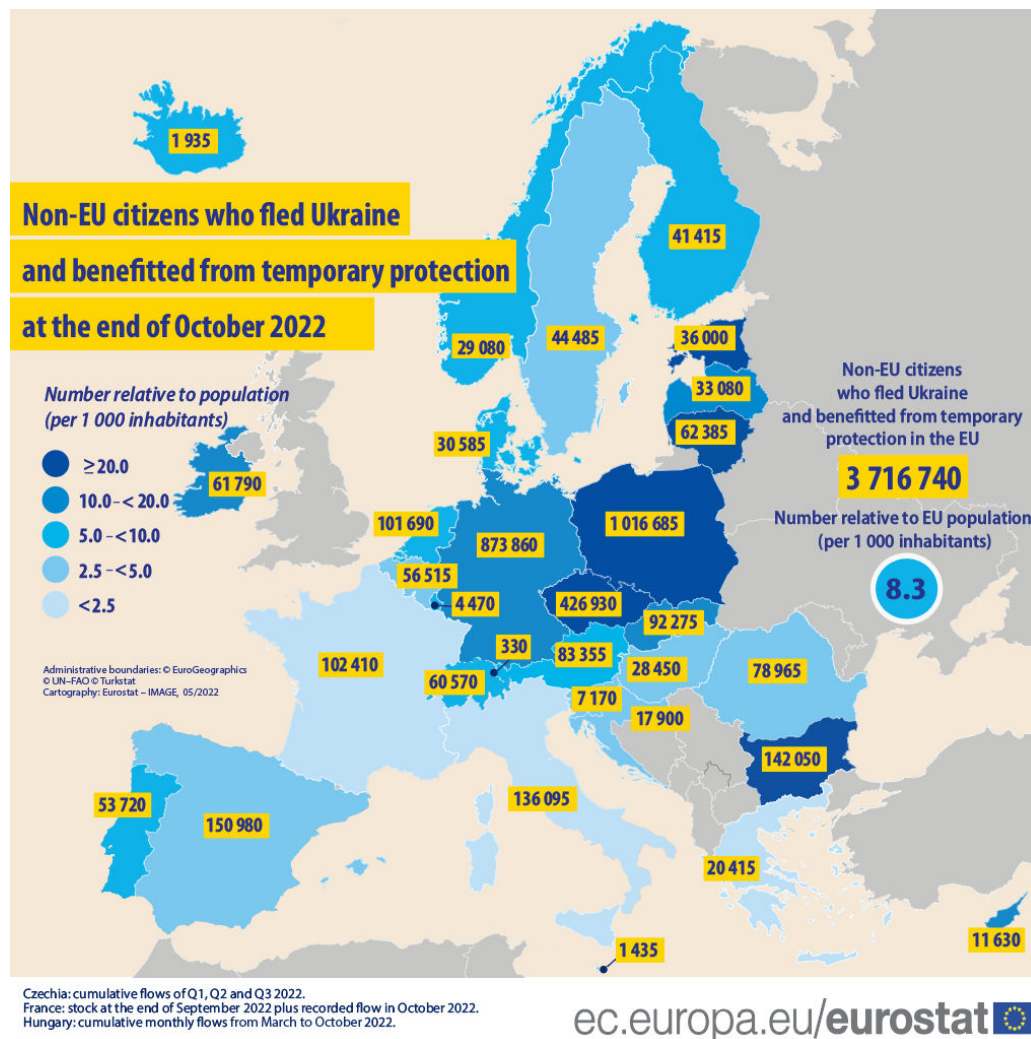 1 935
Non-EU citizens who fled Ukraine
and benefitted from temporary protection
at the end of October 2022
41 415
29 080
44 485
36 000
33 080
62 385
Number relative to population
(per 1 000 inhabitants)
≥20.0
10.0-<20.0
5.0-<10.0
2.5-<5.0
<2.5
61 790
30 585
101 690
56 515
4 470
873 860
1 016 685
426 930
92 275
330
83 355
60 570
28 450
78 965
7 170
17 900
102 410
142 050
53 720
150 980
136 095
20 415
1 435
11 630
Non-EU citizens
who fled Ukraine
and benefitted from temporary
protection in the EU
3 716 740
Number relative to EU population
(per 1 000 inhabitants)
8.3
Administrative boundaries: © EuroGeographics
© UN–FAO © Turkstat
Cartography: Eurostat – IMAGE, 05/2022
Czechia: cumulative flows of Q1, Q2 and Q3 2022.
France: stock at the end of September 2022 plus recorded flow in October 2022.
Hungary: cumulative monthly flows from March to October 2022.
ec.europa.eu/eurostat